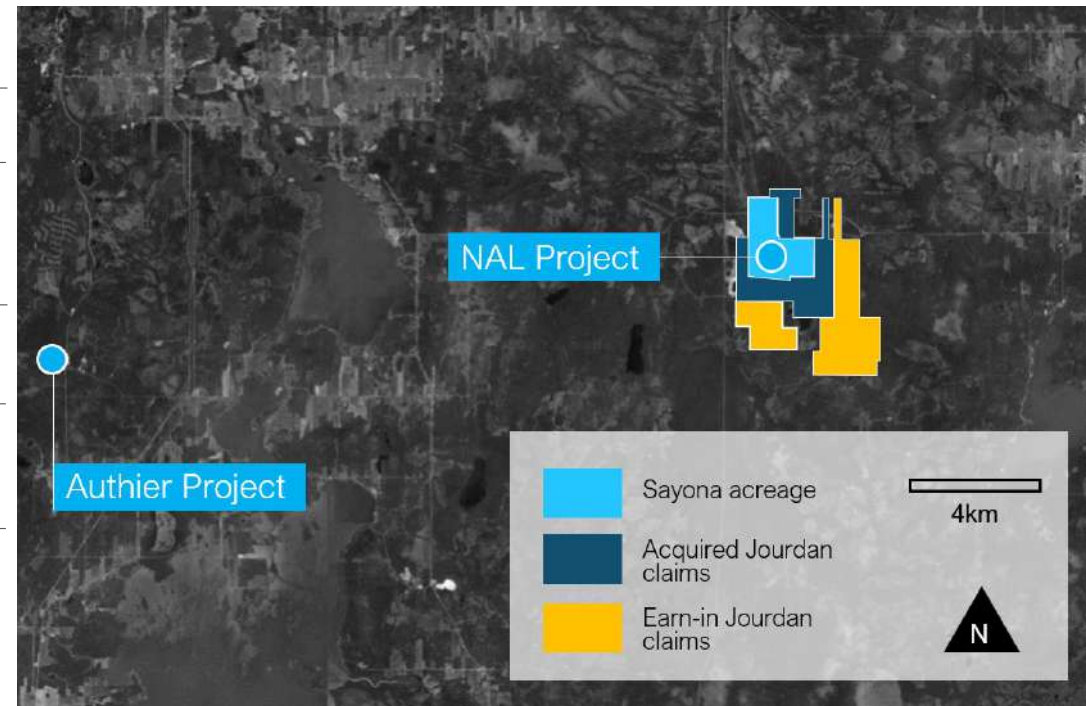 NAL Project
Authier Project
Sayona acreage
Acquired Jourdan
claims
Earn-in Jourdan
claims
4km
N